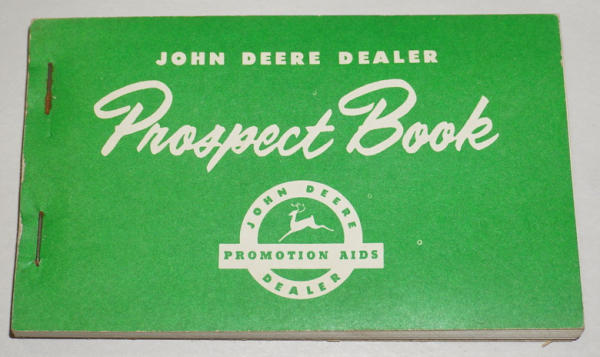 JOHN DEERE DEALER
Prospect Book
JOHN DEERE
PROMOTION AIDS
DEALER